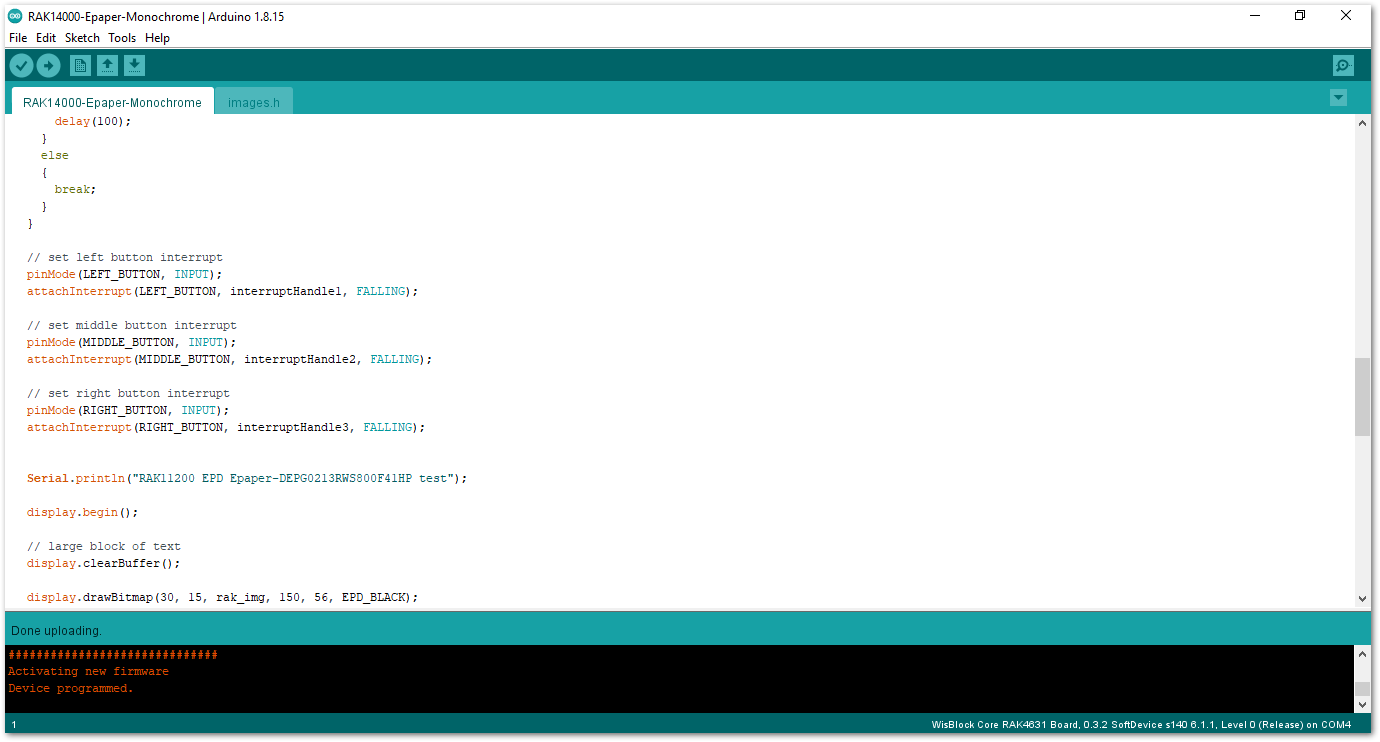 RAK14000-Epaper-Monochrome | Arduino 1.8.15
File Edit Sketch Tools Help
RAK14000-Epaper-Monochrome images.h
delay(100);
}
else
{
break;
}
}
// set left button interrupt
pinMode(LEFT_BUTTON, INPUT);
attachInterrupt(LEFT_BUTTON, interruptHandle1, FALLING);
// set middle button interrupt
pinMode(MIDDLE_BUTTON, INPUT);
attachInterrupt(MIDDLE_BUTTON, interruptHandle2, FALLING);
// set right button interrupt
pinMode(RIGHT_BUTTON, INPUT);
attachInterrupt(RIGHT_BUTTON, interruptHandle3, FALLING);
Serial.println("RAK11200 EPD Epaper-DEPG0213RWS800F41HP test");
display.begin();
// large block of text
display.clearBuffer();
display.drawBitmap(30, 15, rak_img, 150, 56, EPD_BLACK);
Done uploading.
##############################
Activating new firmware
Device programmed.
1 WisBlock Core RAK4631 Board, 0.3.2 SoftDevice s140 6.1.1, Level 0 (Release) on COM4